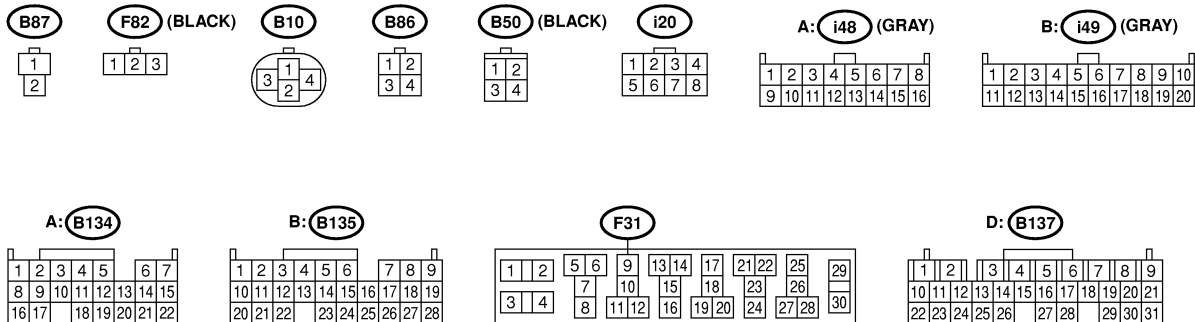 B87 F82 (BLACK) B10 B86 B50 (BLACK) i20 A: i48 (GRAY) B: i49 (GRAY)
1
2
1 2 3
1
3 4
2
1 2
3 4
1 2
3 4
1 2 3 4
5 6 7 8
1 2 3 4 5 6 7 8
9 10 11 12 13 14 15 16
1 2 3 4 5 6 7 8 9 10
11 12 13 14 15 16 17 18 19 20
A: B134 B: B135 F31 D: B137
1 2 3 4 5 6 7
8 9 10 11 12 13 14 15
16 17 18 19 20 21 22
1 2 3 4 5 6 7 8 9
10 11 12 13 14 15 16 17 18 19
20 21 22 23 24 25 26 27 28
1 2 5 6 9 13 14 17 21 22 25 29
7 10 15 18 23 26
3 4 8 11 12 16 19 20 24 27 28 30
1 2 3 4 5 6 7 8 9
10 11 12 13 14 15 16 17 18 19 20 21
22 23 24 25 26 27 28 29 30 31